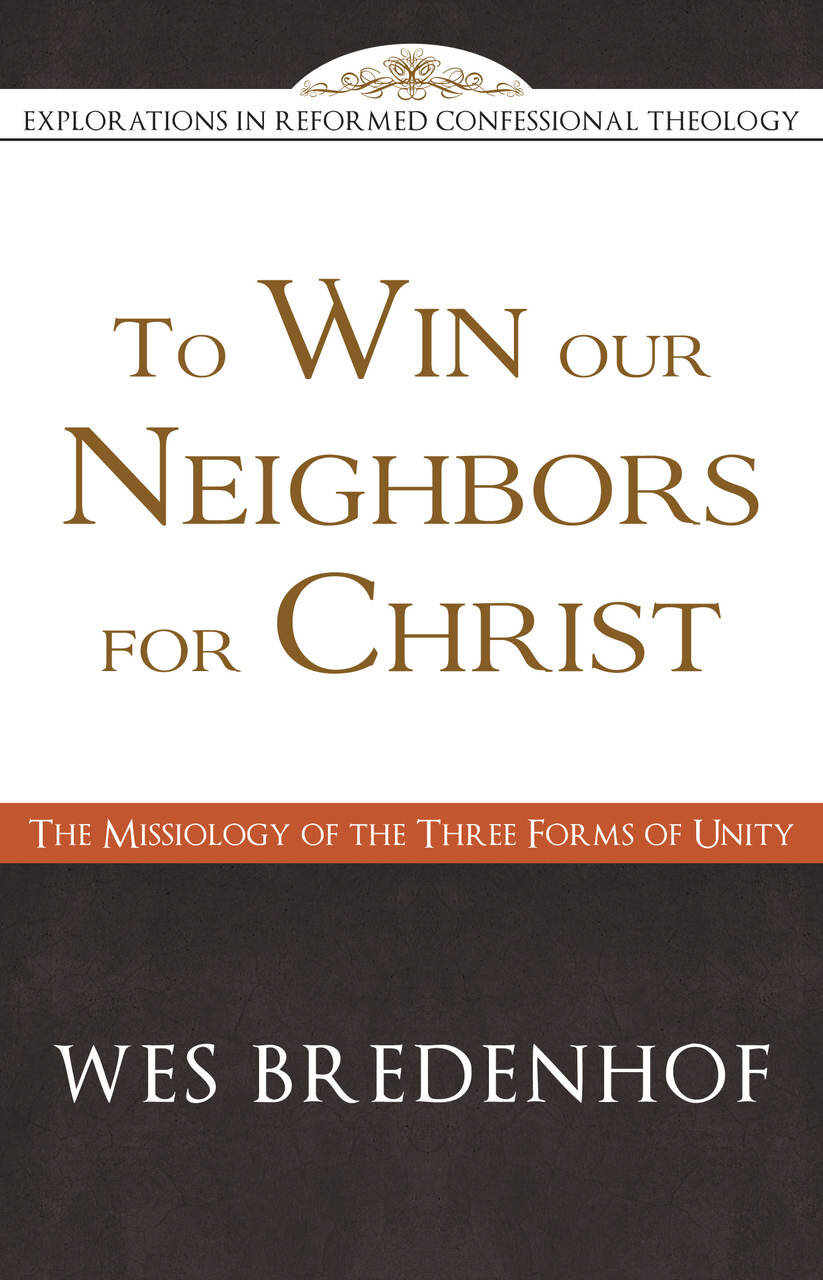 EXPLORATIONS IN REFORMED CONFESSIONAL THEOLOGY
TO WIN OUR
NEIGHBORS
FOR CHRIST
THE MISSIOLOGY OF THE THREE FORMS OF UNITY
WES BREDENHOF